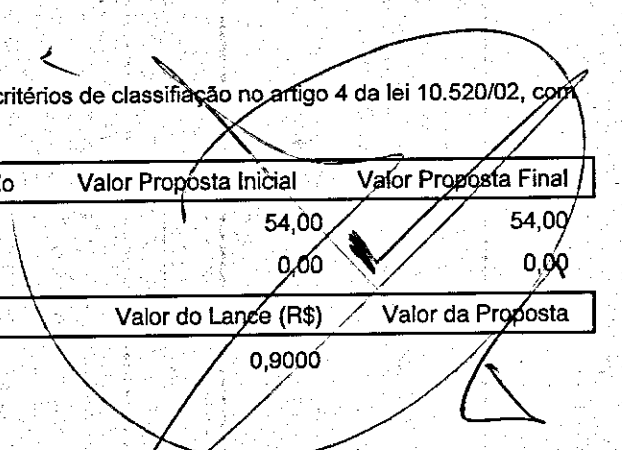 critérios de classifiação no artigo 4 da lei 10.520/02, com
Valor Proposta Inicial Valor Proposta Final
54,00 54,00
0,00 0,00
Valor do Lance (R$) Valor da Proposta
0,9000